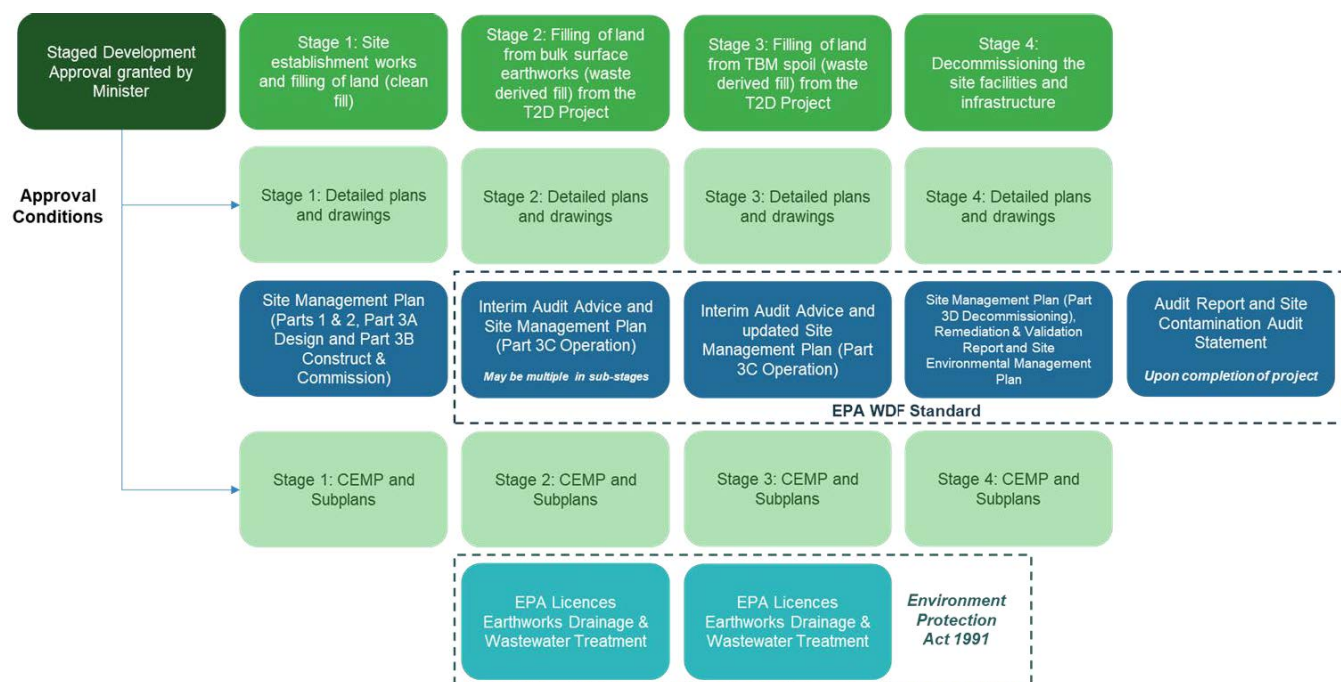 Staged Development
Approval granted by
Minister
Stage 1: Site
establishment works
and filling of land (clean
fill)
Stage 2: Filling of land
from bulk surface
earthworks (waste
derived fill) from the
T2D Project
Stage 3: Filling of land
from TBM spoil (waste
derived fill) from the
T2D Project
Stage 4:
Decommissioning the
site facilities and
infrastructure
Approval
Conditions
Stage 1: Detailed plans
and drawings
Stage 2: Detailed plans
and drawings
Stage 3: Detailed plans
and drawings
Stage 4: Detailed plans
and drawings
Site Management Plan
(Parts 1 & 2, Part 3A
Design and Part 3B
Construct &
Commission)
Interim Audit Advice and
Site Management Plan
(Part 3C Operation)
May be multiple in sub-stages
Interim Audit Advice and
updated Site
Management Plan (Part
3C Operation)
Site Management Plan (Part
3D Decommissioning),
Remediation & Validation
Report and Site
Environmental Management
Plan
Audit Report and Site
Contamination Audit
Statement
Upon completion of project
EPA WDF Standard
Stage 1: CEMP and
Subplans
Stage 2: CEMP and
Subplans
Stage 3: CEMP and
Subplans
Stage 4: CEMP and
Subplans
EPA Licences
Earthworks Drainage &
Wastewater Treatment
EPA Licences
Earthworks Drainage &
Wastewater Treatment
Environment
Protection
Act 1991